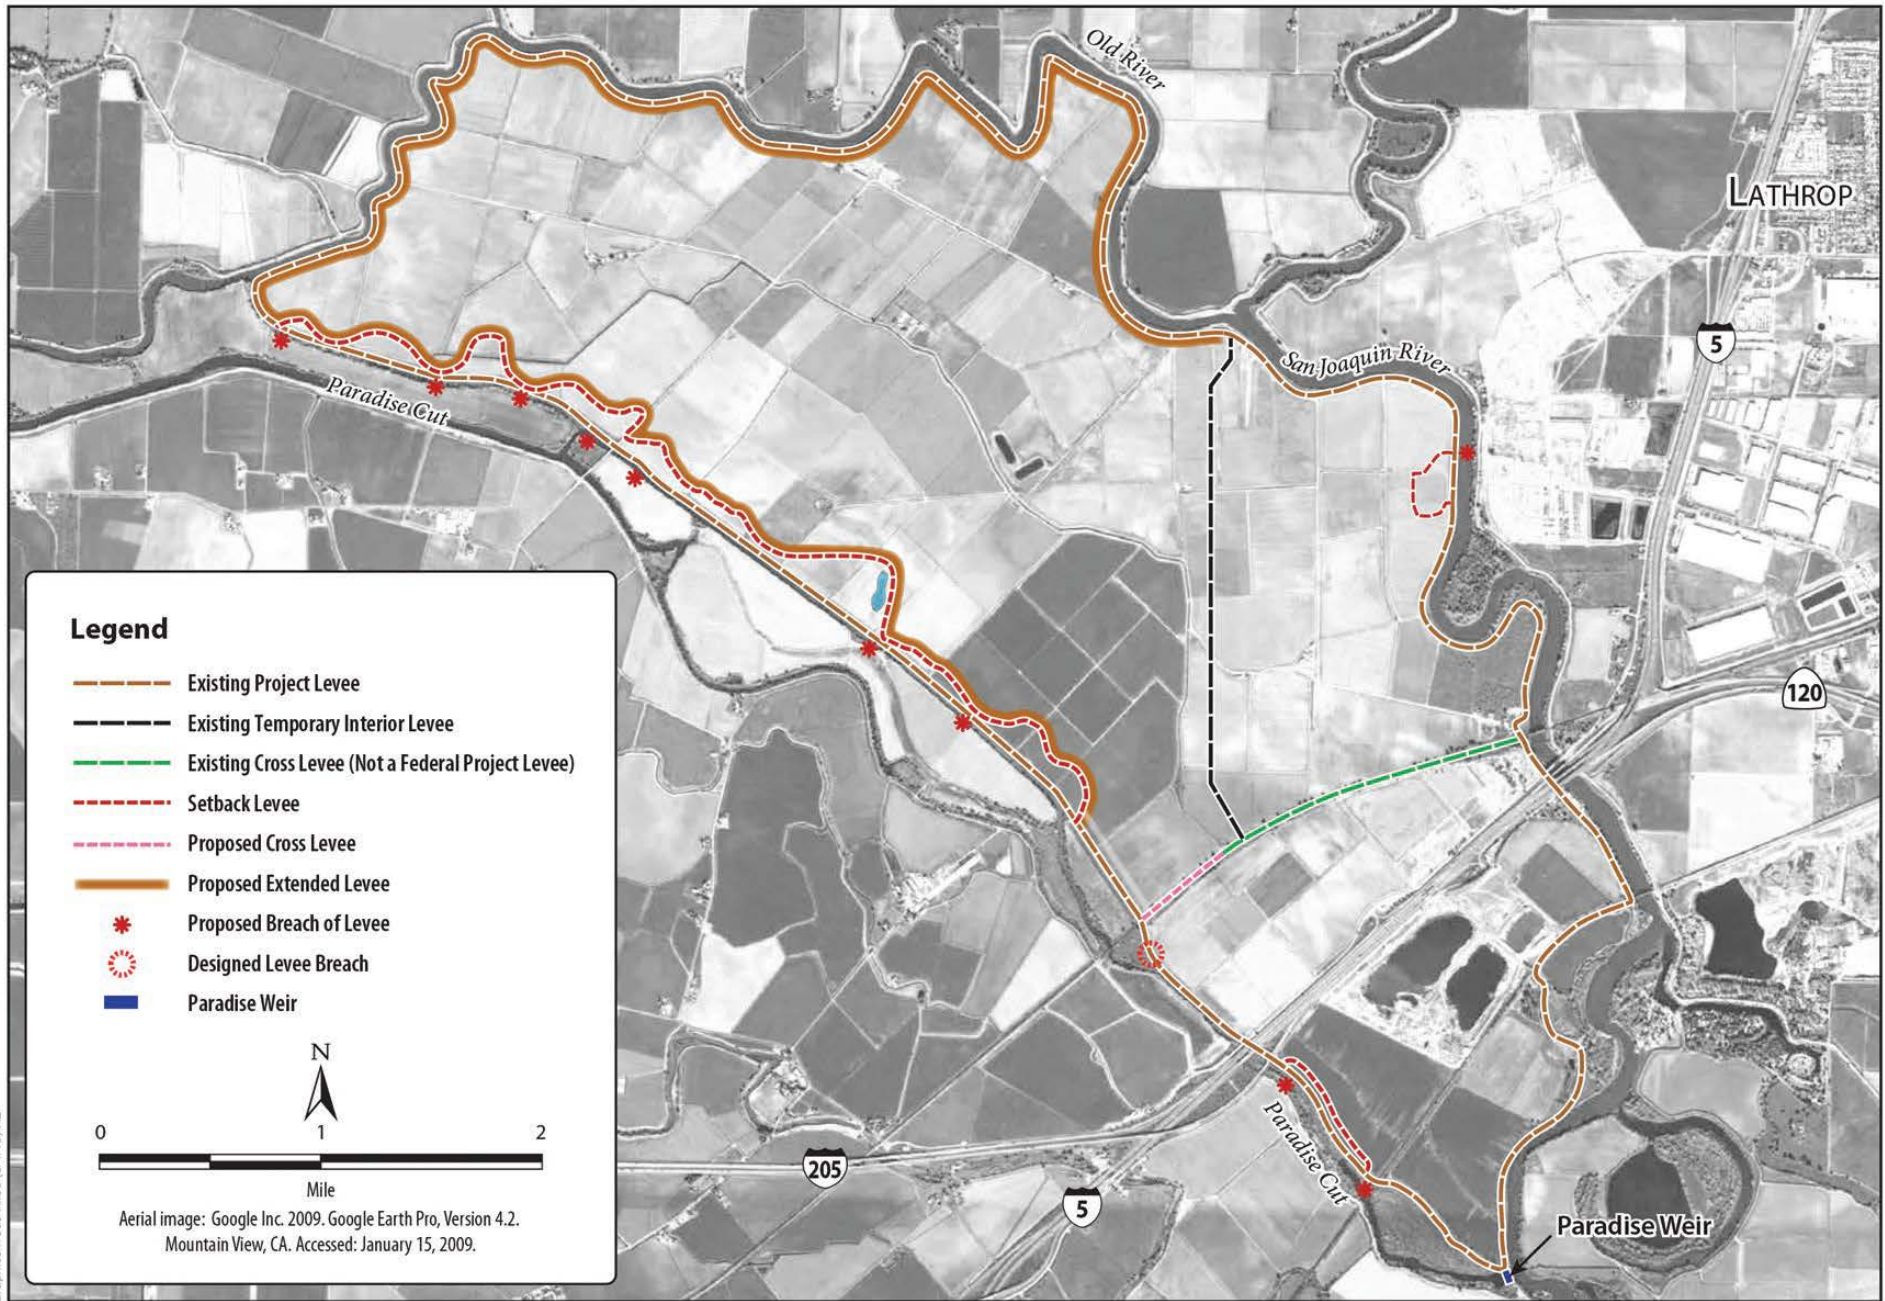 Old River
LATHROP
5
San Joaquin River
Paradise Cut
120
Legend
Existing Project Levee
Existing Temporary Interior Levee
Existing Cross Levee (Not a Federal Project Levee)
Setback Levee
Proposed Cross Levee
Proposed Extended Levee
Proposed Breach of Levee
Designed Levee Breach
Paradise Weir
N
0 1 2
Mile
Aerial image: Google Inc. 2009. Google Earth Pro, Version 4.2.
Mountain View, CA. Accessed: January 15, 2009.
205
5
Paradise Cut
Paradise Weir